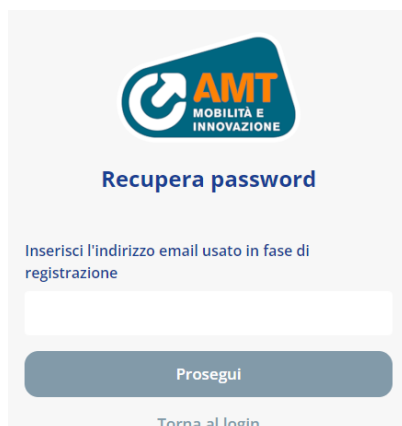 AMT
MOBILITÀ E
INNOVAZIONE
Recupera password
Inserisci l'indirizzo email usato in fase di
registrazione
Prosegui
Torna al login